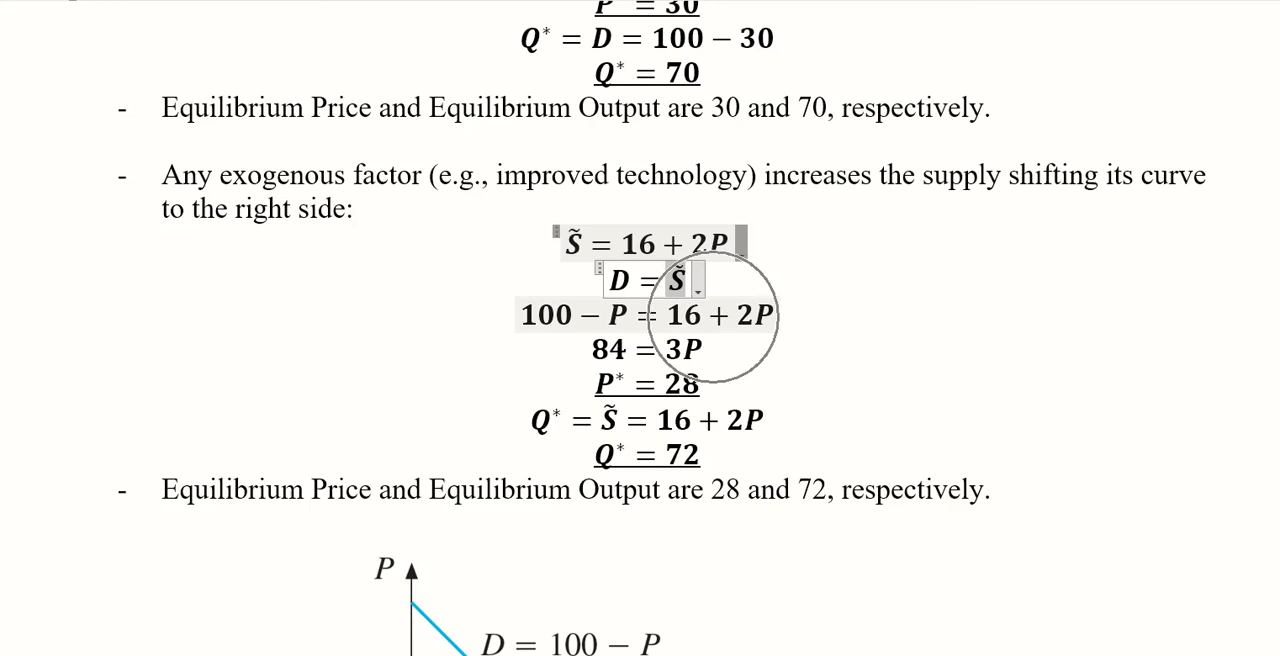 P* = 30
Q* = D = 100 − 30
Q* = 70
- Equilibrium Price and Equilibrium Output are 30 and 70, respectively.
- Any exogenous factor (e.g., improved technology) increases the supply shifting its curve
to the right side:
S̃ = 16 + 2P
D = S̃
100 − P = 16 + 2P
84 = 3P
P* = 28
Q* = S̃ = 16 + 2P
Q* = 72
- Equilibrium Price and Equilibrium Output are 28 and 72, respectively.
P
D = 100 − P